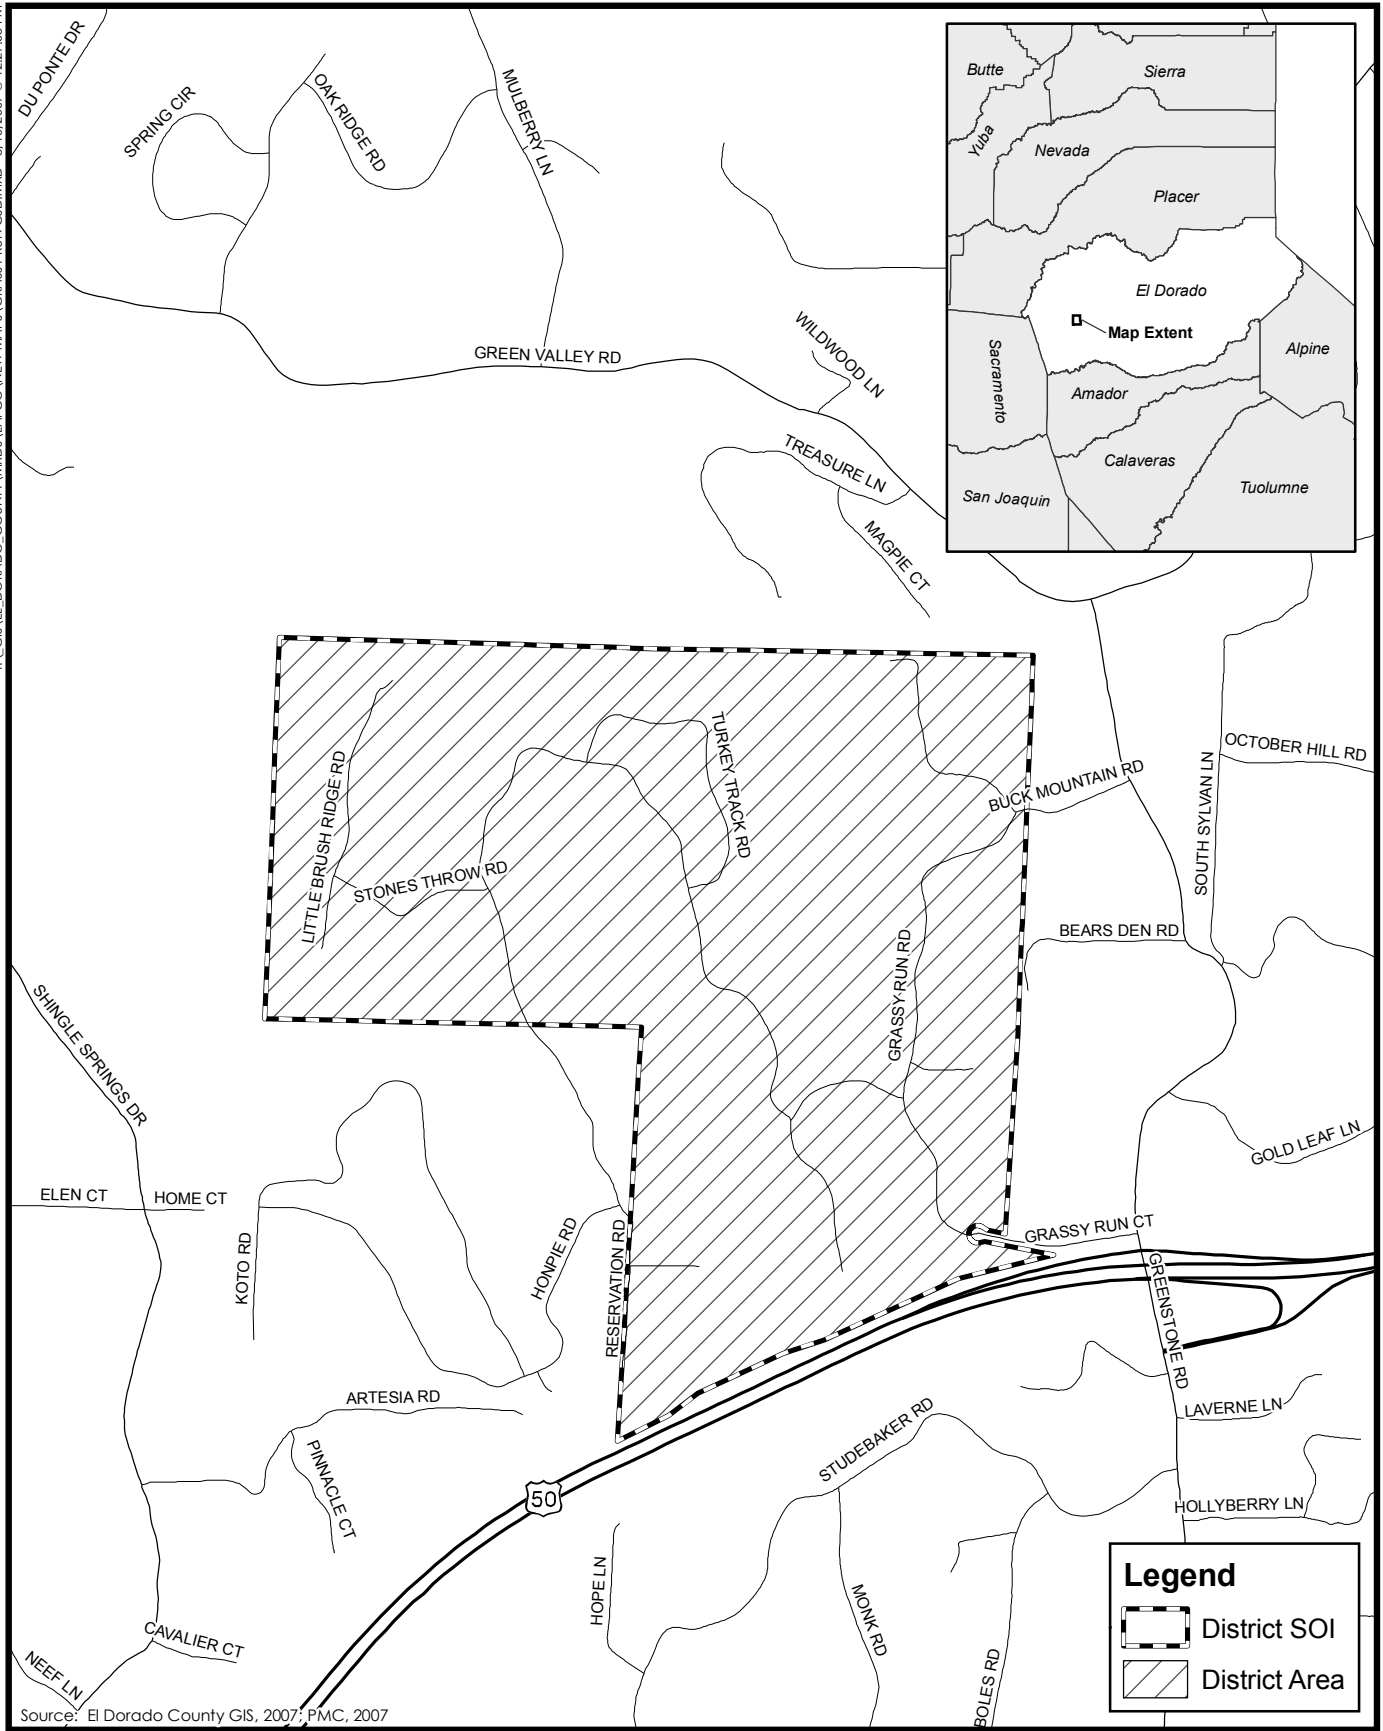 DU PONTE DR
SPRING CIR
OAK RIDGE RD
MULBERRY LN
GREEN VALLEY RD
WILDWOOD LN
TREASURE LN
MAGPIE CT
Butte
Sierra
Yuba
Nevada
Placer
El Dorado
Map Extent
Sacramento
Alpine
Amador
Calaveras
San Joaquin
Tuolumne
LITTLE BRUSH RIDGE RD
STONES THROW RD
TURKEY TRACK RD
BUCK MOUNTAIN RD
OCTOBER HILL RD
SOUTH SYLVAN LN
BEARS DEN RD
GRASSY RUN RD
SHINGLE SPRINGS DR
GOLD LEAF LN
ELEN CT
HOME CT
KOTO RD
HONPIE RD
RESERVATION RD
GRASSY RUN CT
GREENSTONE RD
ARTESIA RD
PINNACLE CT
LAVERNE LN
STUDEBAKER RD
50
HOLLYBERRY LN
HOPE LN
MONK RD
BOLES RD
CAVALIER CT
NEEF LN
Legend
District SOI
District Area
Source: El Dorado County GIS, 2007; PMC, 2007